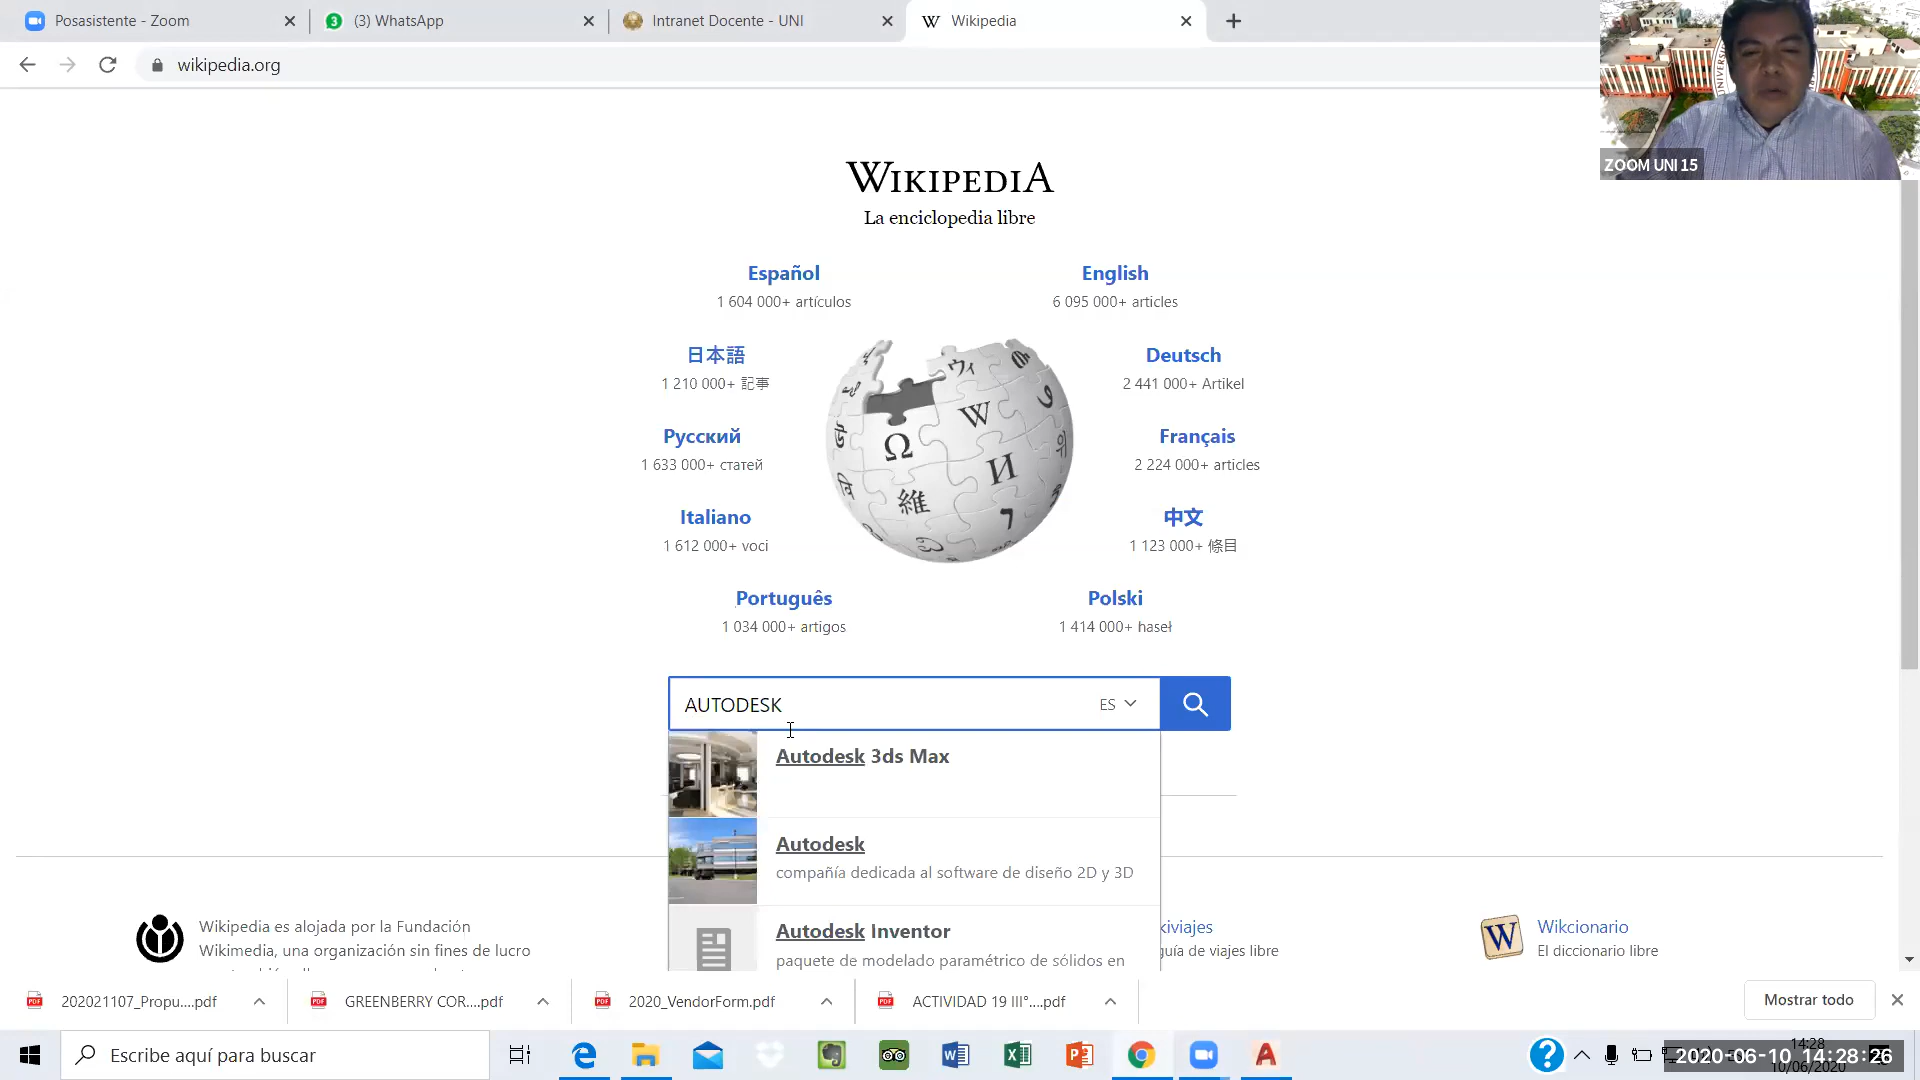 Posasistente - Zoom
(3) WhatsApp
Intranet Docente - UNI
Wikipedia
wikipedia.org
ZOOM UNI 15
WIKIPEDIA
La enciclopedia libre
Español
1 604 000+ artículos
English
6 095 000+ articles
日本語
1 210 000+ 記事
Deutsch
2 441 000+ Artikel
Русский
1 633 000+ статей
Français
2 224 000+ articles
Italiano
1 612 000+ voci
中文
1 123 000+ 條目
Português
1 034 000+ artigos
Polski
1 414 000+ haseł
AUTODESK
ES
Autodesk 3ds Max
Autodesk
compañía dedicada al software de diseño 2D y 3D
Autodesk Inventor
paquete de modelado paramétrico de sólidos en
Wikipedia es alojada por la Fundación
Wikimedia, una organización sin fines de lucro
kiviajes
guía de viajes libre
Wikcionario
El diccionario libre
202021107_Propu....pdf
GREENBERRY COR....pdf
2020_VendorForm.pdf
ACTIVIDAD 19 III°....pdf
Mostrar todo
Escribe aquí para buscar
14:28
2020-06-10 14:28:26
10/06/2020